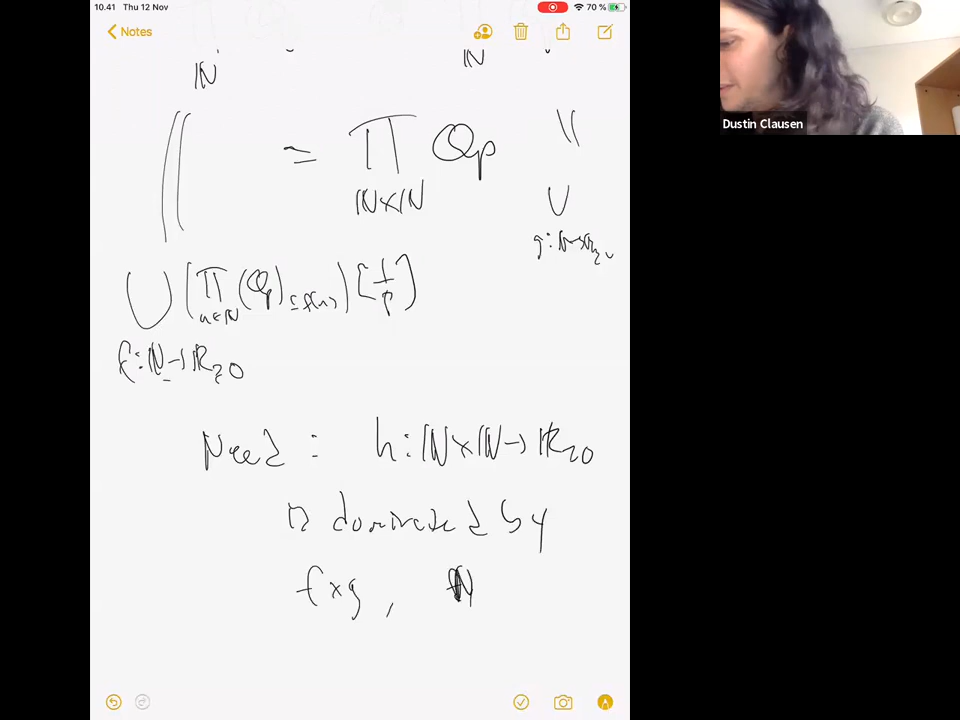 10.41 Thu 12 Nov 70 %
Notes
Dustin Clausen
ℕ ℕ
|| = ∏ ℚp ||
ℕ×ℕ
∪
g: ℕ→ℝ≥0
∪ (∏ (ℚp)≤f(n)) [1/p]
n∈ℕ
f: ℕ→ℝ≥0
Need : h: ℕ×ℕ→ℝ≥0
is dominated by
f×g,